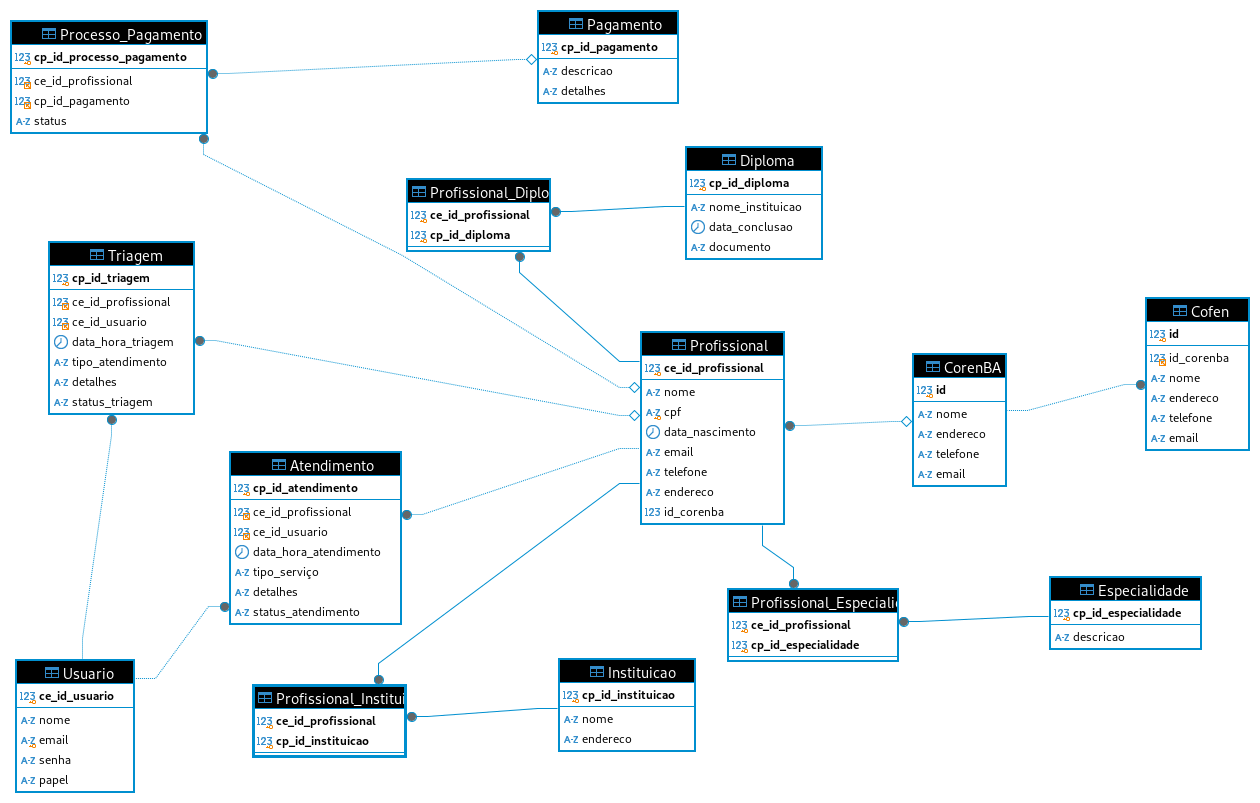 Processo_Pagamento
123 cp_id_processo_pagamento
123 ce_id_profissional
123 cp_id_pagamento
A-Z status
Pagamento
123 cp_id_pagamento
A-Z descricao
A-Z detalhes
Diploma
123 cp_id_diploma
A-Z nome_instituicao
data_conclusao
A-Z documento
Profissional_Diplo
123 ce_id_profissional
123 cp_id_diploma
Triagem
123 cp_id_triagem
123 ce_id_profissional
123 ce_id_usuario
data_hora_triagem
A-Z tipo_atendimento
A-Z detalhes
A-Z status_triagem
Profissional
123 ce_id_profissional
A-Z nome
A-Z cpf
data_nascimento
A-Z email
A-Z telefone
A-Z endereco
123 id_corenba
CorenBA
123 id
A-Z nome
A-Z endereco
A-Z telefone
A-Z email
Cofen
123 id
123 id_corenba
A-Z nome
A-Z endereco
A-Z telefone
A-Z email
Atendimento
123 cp_id_atendimento
123 ce_id_profissional
123 ce_id_usuario
data_hora_atendimento
A-Z tipo_serviço
A-Z detalhes
A-Z status_atendimento
Profissional_Especiali
123 ce_id_profissional
123 cp_id_especialidade
Especialidade
123 cp_id_especialidade
A-Z descricao
Usuario
123 ce_id_usuario
A-Z nome
A-Z email
A-Z senha
A-Z papel
Profissional_Institui
123 ce_id_profissional
123 cp_id_instituicao
Instituicao
123 cp_id_instituicao
A-Z nome
A-Z endereco